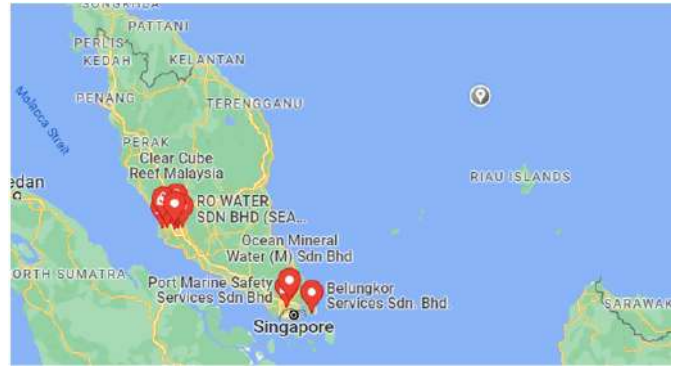 SONGKHLA
PATTANI
PERLIS
KEDAH
KELANTAN
PENANG
TERENGGANU
Malacca Strait
PERAK
Clear Cube
Reef Malaysia
RIAU ISLANDS
edan
RO WATER
SDN BHD (SEA...
Ocean Mineral
Water (M) Sdn Bhd
ORTH SUMATRA
Port Marine Safety
Services Sdn Bhd
Belungkor
Services Sdn. Bhd.
SARAWAK
Singapore